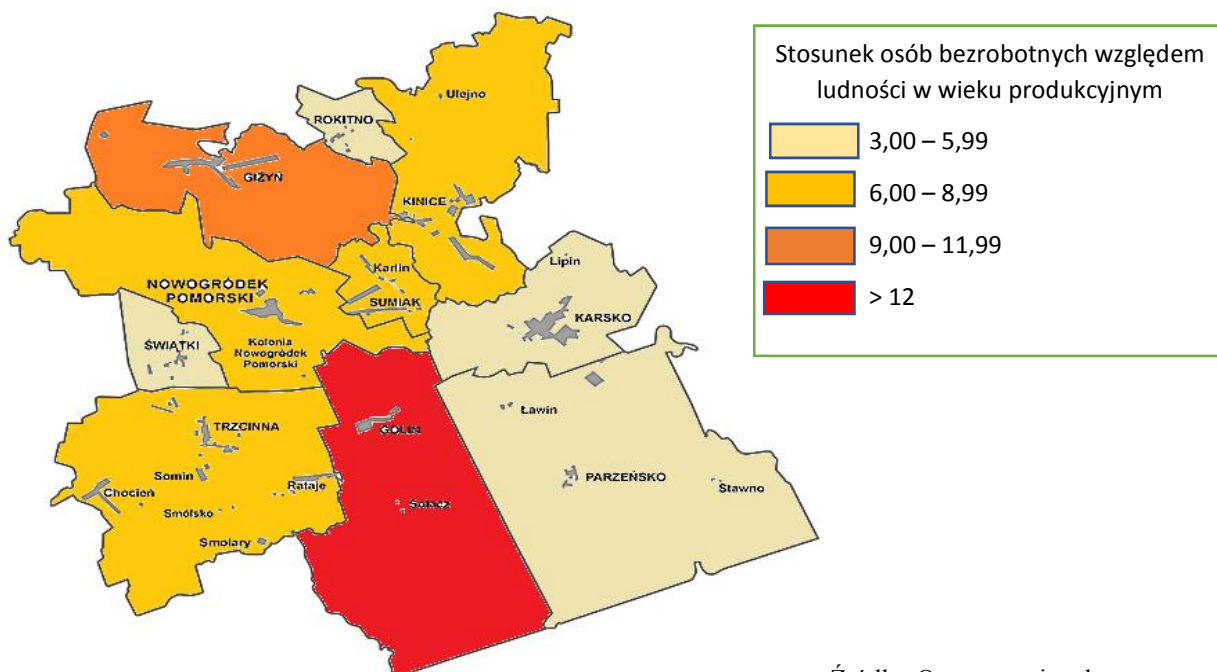 Stosunek osób bezrobotnych względem
ludności w wieku produkcyjnym
3,00 – 5,99
6,00 – 8,99
9,00 – 11,99
> 12
Ulejno
ROKITNO
GIŻYŃ
KINICE
Lipin
Karlin
NOWOGRÓDEK
POMORSKI
SUMIAK
KARSKO
ŚWIĄTKI
Kolonia
Nowogródek
Pomorski
Ławin
TRZCINNA
GOLIN
Somin
PARZEŃSKO
Rataje
Stawno
Chocień
Smólsko
Sołacz
Smolary